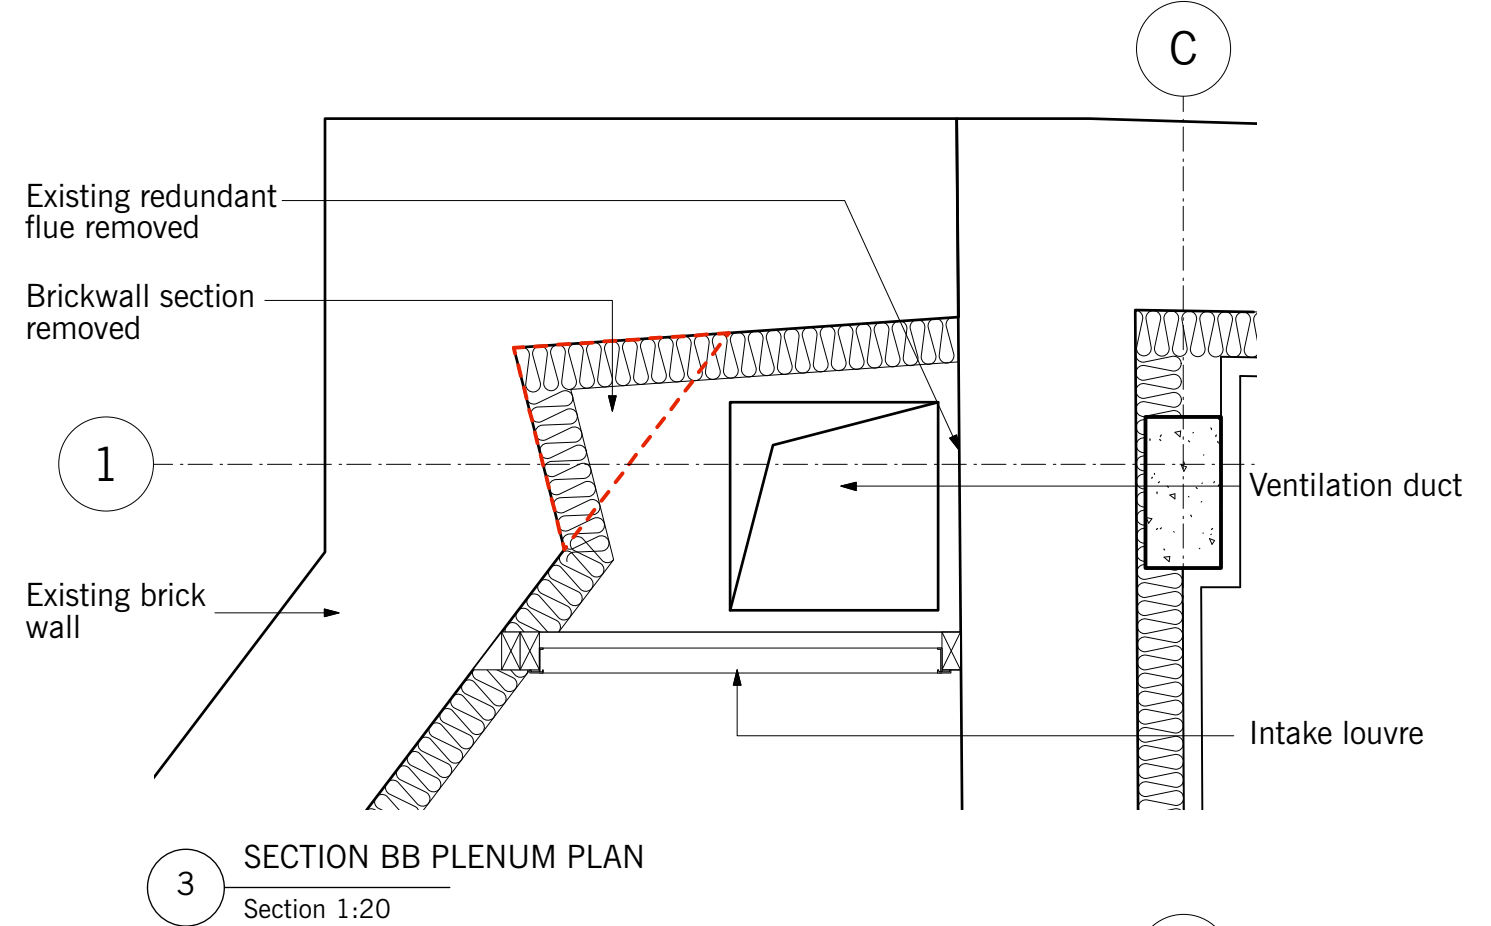 C
Existing redundant
flue removed
Brickwall section
removed
1
Ventilation duct
Existing brick
wall
Intake louvre
3
SECTION BB PLENUM PLAN
Section 1:20